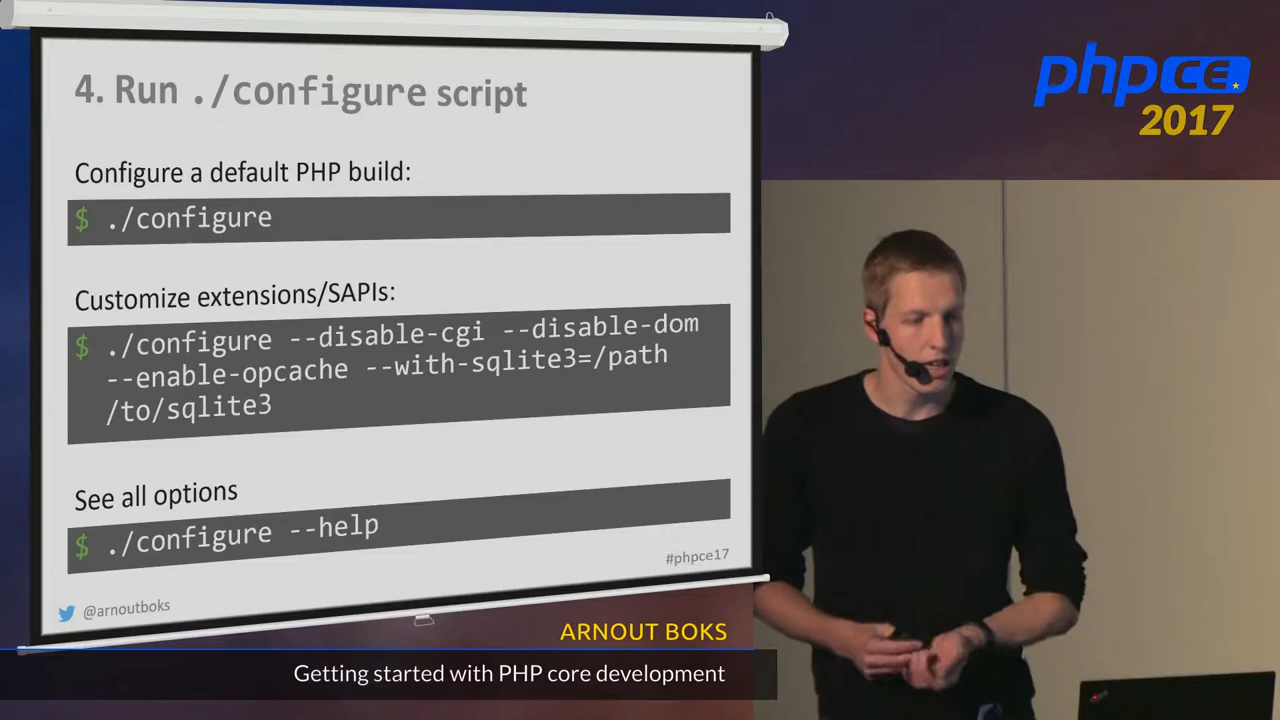 4. Run ./configure script
Configure a default PHP build:
$ ./configure
Customize extensions/SAPIs:
$ ./configure --disable-cgi --disable-dom
--enable-opcache --with-sqlite3=/path
/to/sqlite3
See all options
$ ./configure --help
#phpce17
@arnoutboks
phpCE
2017
ARNOUT BOKS
Getting started with PHP core development